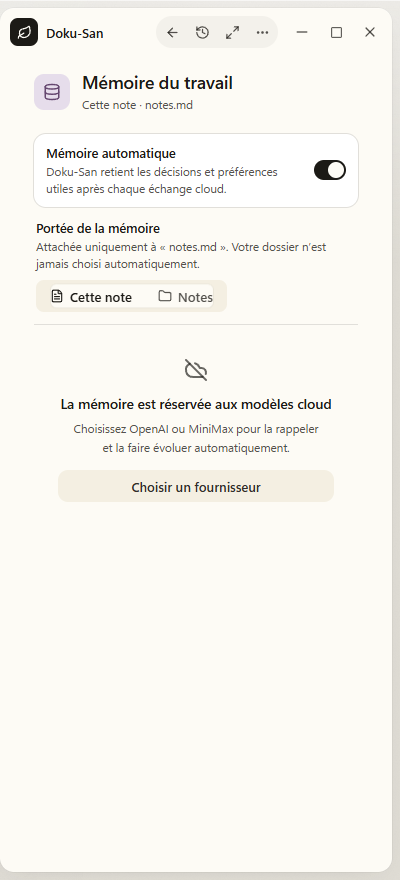 Doku-San
Mémoire du travail
Cette note · notes.md
Mémoire automatique
Doku-San retient les décisions et préférences
utiles après chaque échange cloud.
Portée de la mémoire
Attachée uniquement à « notes.md ». Votre dossier n’est
jamais choisi automatiquement.
Cette note Notes
La mémoire est réservée aux modèles cloud
Choisissez OpenAI ou MiniMax pour la rappeler
et la faire évoluer automatiquement.
Choisir un fournisseur